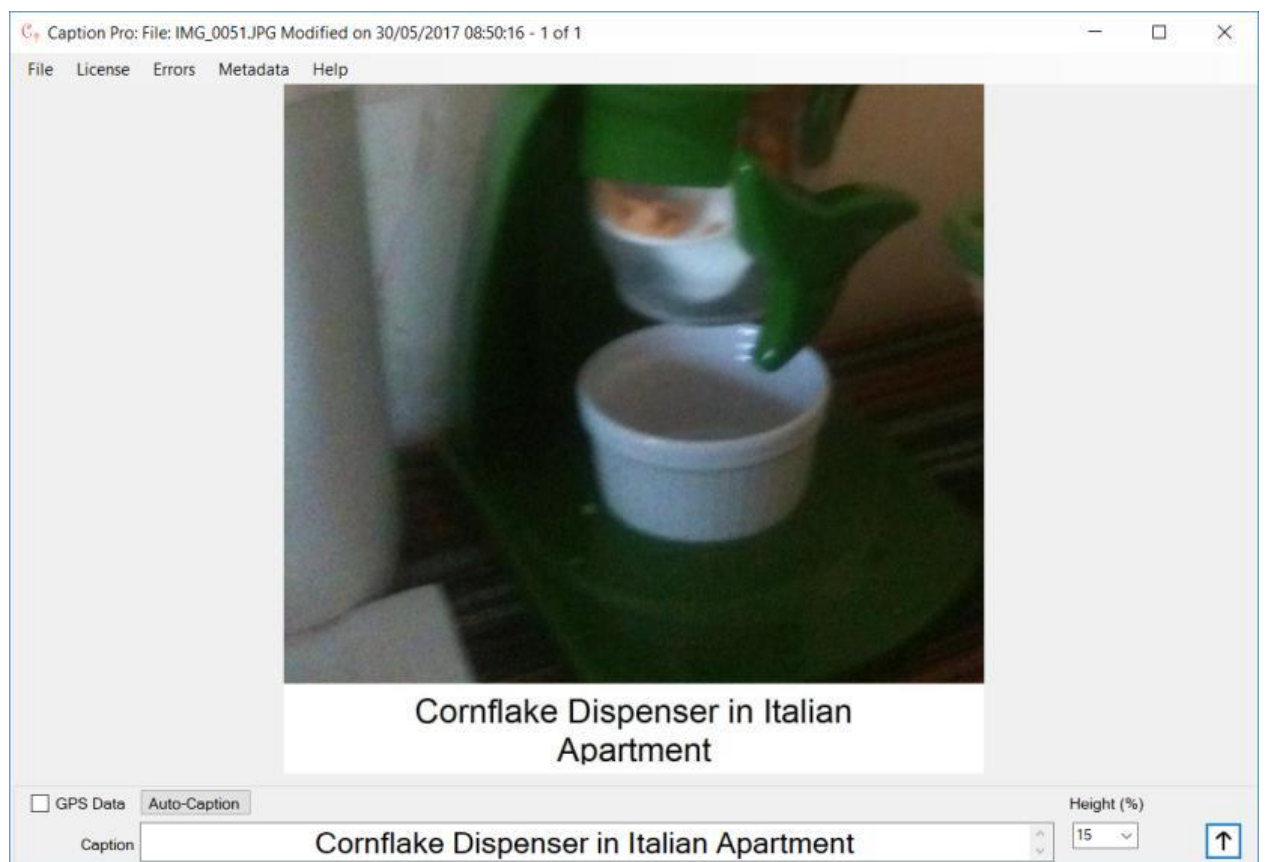 Caption Pro: File: IMG_0051.JPG Modified on 30/05/2017 08:50:16 - 1 of 1
File License Errors Metadata Help
Cornflake Dispenser in Italian
Apartment
GPS Data Auto-Caption Height (%)
Caption Cornflake Dispenser in Italian Apartment 15